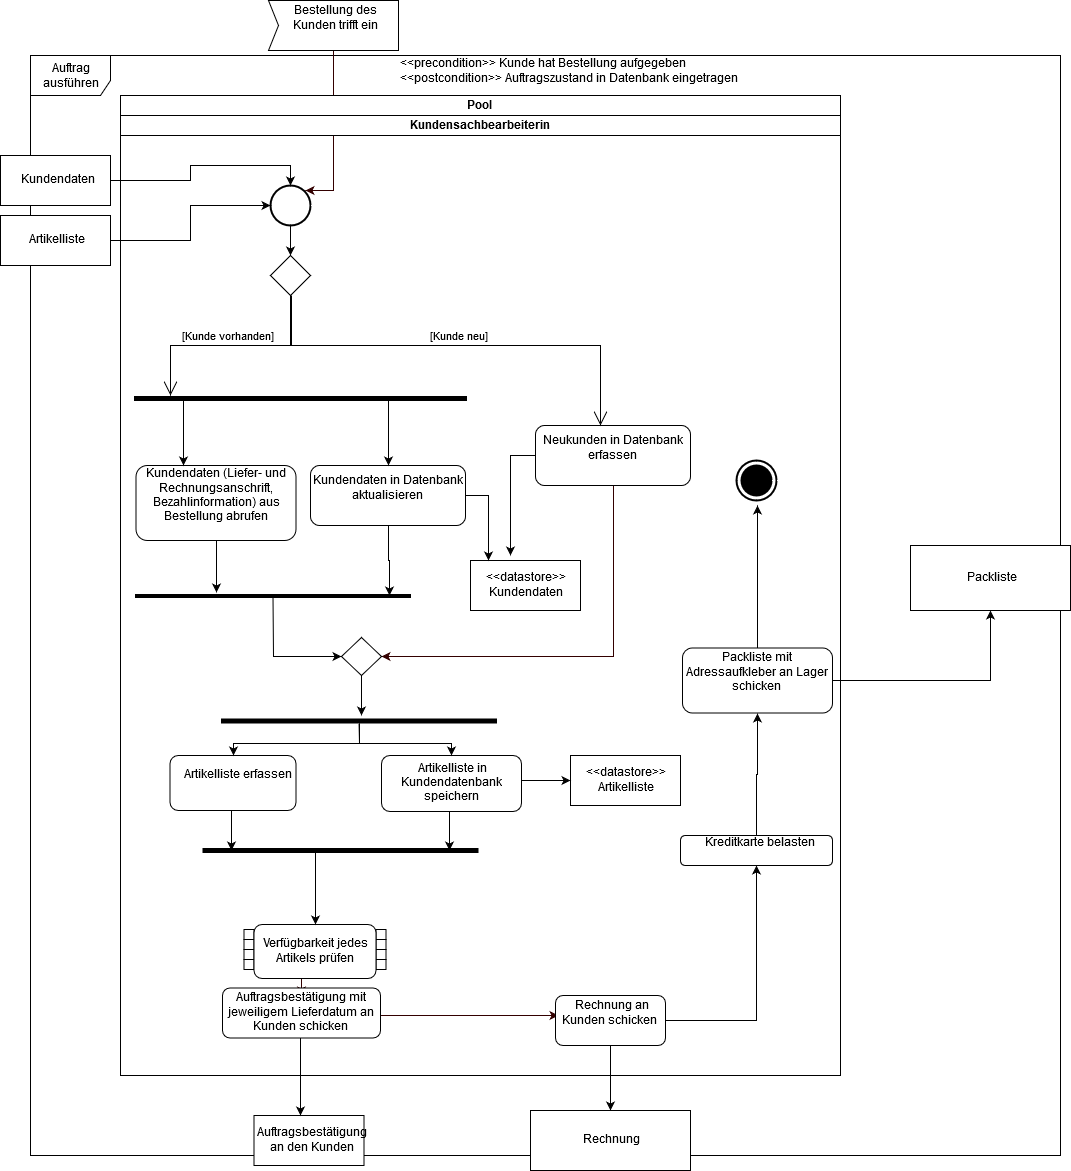 Bestellung des
Kunden trifft ein
Auftrag
ausführen
<<precondition>> Kunde hat Bestellung aufgegeben
<<postcondition>> Auftragszustand in Datenbank eingetragen
Pool
Kundensachbearbeiterin
Kundendaten
Artikelliste
[Kunde vorhanden]
[Kunde neu]
Neukunden in Datenbank
erfassen
Kundendaten (Liefer- und
Rechnungsanschrift,
Bezahlinformation) aus
Bestellung abrufen
Kundendaten in Datenbank
aktualisieren
<<datastore>>
Kundendaten
Packliste
Packliste mit
Adressaufkleber an Lager
schicken
Artikelliste erfassen
Artikelliste in
Kundendatenbank
speichern
<<datastore>>
Artikelliste
Kreditkarte belasten
Verfügbarkeit jedes
Artikels prüfen
Auftragsbestätigung mit
jeweiligem Lieferdatum an
Kunden schicken
Rechnung an
Kunden schicken
Auftragsbestätigung
an den Kunden
Rechnung